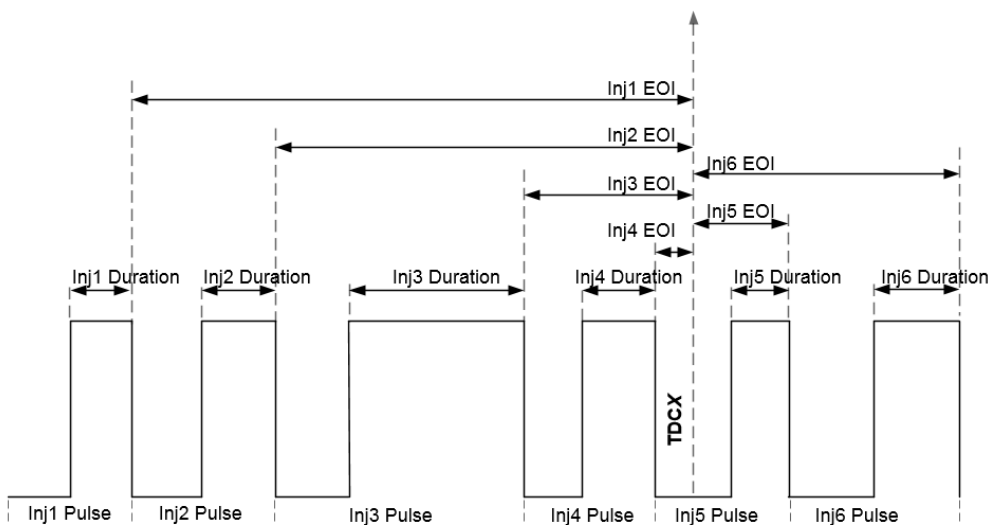 Inj1 EOI
Inj2 EOI
Inj6 EOI
Inj3 EOI
Inj5 EOI
Inj4 EOI
Inj1 Duration
Inj2 Duration
Inj3 Duration
Inj4 Duration
Inj5 Duration
Inj6 Duration
TDCX
Inj1 Pulse
Inj2 Pulse
Inj3 Pulse
Inj4 Pulse
Inj5 Pulse
Inj6 Pulse